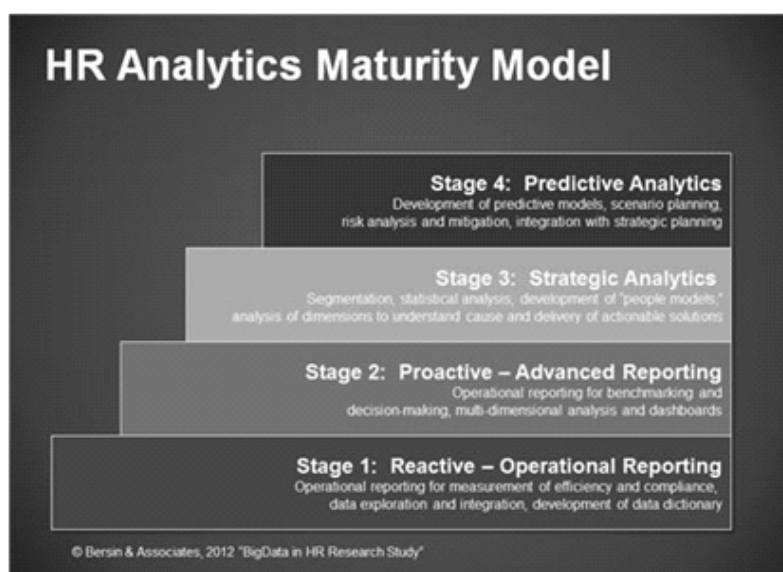 HR Analytics Maturity Model
Stage 4: Predictive Analytics
Development of predictive models, scenario planning,
risk analysis and mitigation, integration with strategic planning
Stage 3: Strategic Analytics
Segmentation, statistical analysis, development of "people models,"
analysis of dimensions to understand cause and delivery of actionable solutions
Stage 2: Proactive – Advanced Reporting
Operational reporting for benchmarking and
decision-making, multi-dimensional analysis and dashboards
Stage 1: Reactive – Operational Reporting
Operational reporting for measurement of efficiency and compliance,
data exploration and integration, development of data dictionary
© Bersin & Associates, 2012 "BigData in HR Research Study"